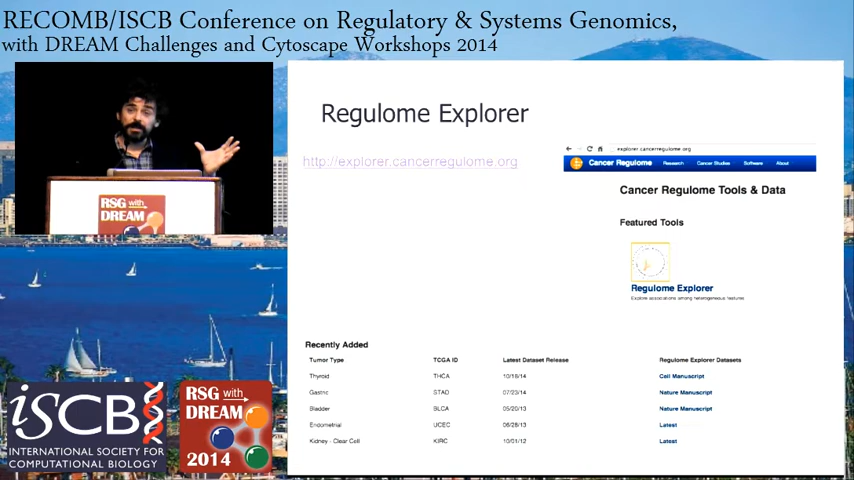 RECOMB/ISCB Conference on Regulatory & Systems Genomics,
with DREAM Challenges and Cytoscape Workshops 2014
RSG with
DREAM
Regulome Explorer
http://explorer.cancerregulome.org
explorer.cancerregulome.org
Cancer Regulome Research Cancer Studies Software About
Cancer Regulome Tools & Data
Featured Tools
Regulome Explorer
Explore associations among heterogeneous features
Recently Added
Tumor Type TCGA ID Latest Dataset Release Regulome Explorer Datasets
Thyroid THCA 10/18/14 Cell Manuscript
Gastric STAD 07/23/14 Nature Manuscript
Bladder BLCA 05/20/13 Nature Manuscript
Endometrial UCEC 06/28/13 Latest
Kidney - Clear Cell KIRC 10/01/12 Latest
iSCB
INTERNATIONAL SOCIETY FOR
COMPUTATIONAL BIOLOGY
RSG with
DREAM
2014